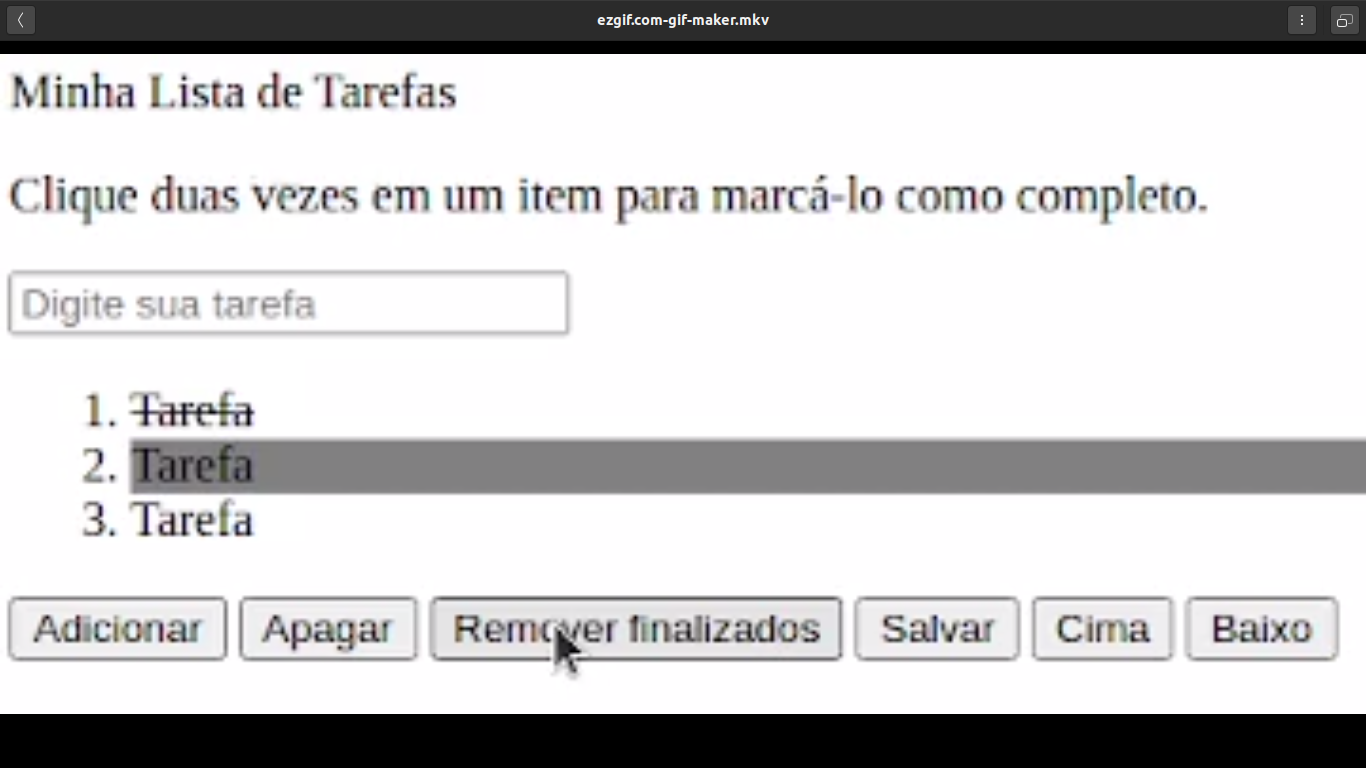 ezgif.com-gif-maker.mkv
Minha Lista de Tarefas
Clique duas vezes em um item para marcá-lo como completo.
Digite sua tarefa
1. Tarefa
2. Tarefa
3. Tarefa
Adicionar Apagar Remover finalizados Salvar Cima Baixo